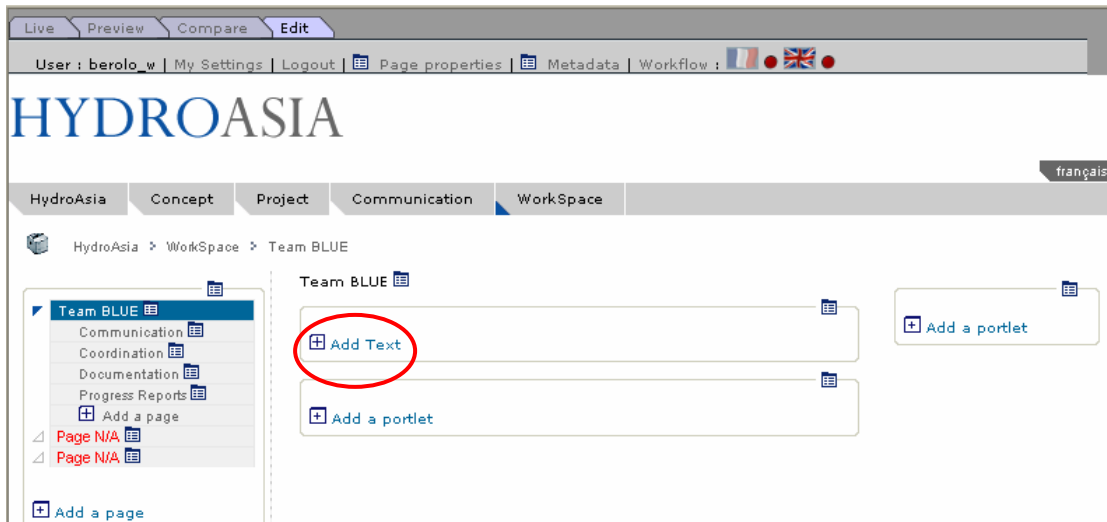 Live Preview Compare Edit
User : berolo_w | My Settings | Logout | Page properties | Metadata | Workflow :
HYDROASIA
français
HydroAsia Concept Project Communication WorkSpace
HydroAsia > WorkSpace > Team BLUE
Team BLUE
Team BLUE
Communication
Coordination
Documentation
Progress Reports
Add a page
Page N/A
Page N/A
Add a page
Add Text
Add a portlet
Add a portlet